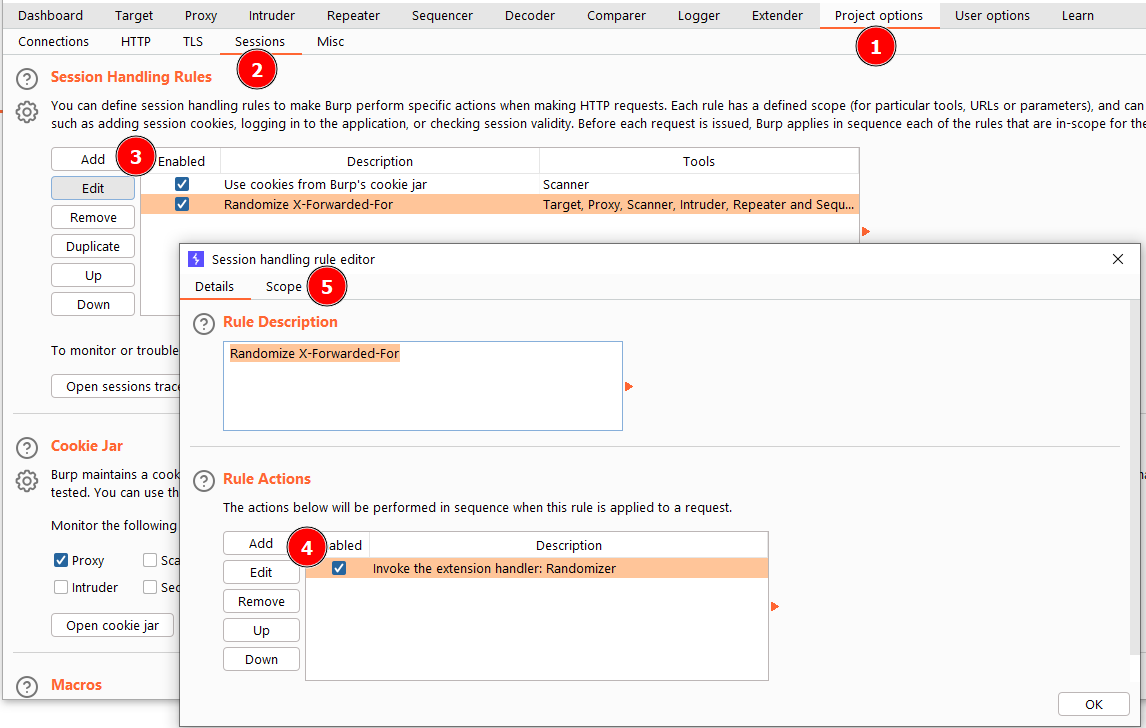 Dashboard Target Proxy Intruder Repeater Sequencer Decoder Comparer Logger Extender Project options User options Learn
1
Connections HTTP TLS Sessions Misc
2
Session Handling Rules
You can define session handling rules to make Burp perform specific actions when making HTTP requests. Each rule has a defined scope (for particular tools, URLs or parameters), and can
such as adding session cookies, logging in to the application, or checking session validity. Before each request is issued, Burp applies in sequence each of the rules that are in-scope for the
Add 3 Enabled Description Tools
Use cookies from Burp's cookie jar Scanner
Edit
Randomize X-Forwarded-For Target, Proxy, Scanner, Intruder, Repeater and Sequ...
Remove
Duplicate
Up
Down
To monitor or trouble
Open sessions trace
Cookie Jar
Burp maintains a cook
tested. You can use th
Monitor the following
Proxy Sca
Intruder Sec
Open cookie jar
Macros
Session handling rule editor
Details Scope 5
Rule Description
Randomize X-Forwarded-For
Rule Actions
The actions below will be performed in sequence when this rule is applied to a request.
Add 4 abled Description
Edit Invoke the extension handler: Randomizer
Remove
Up
Down
OK